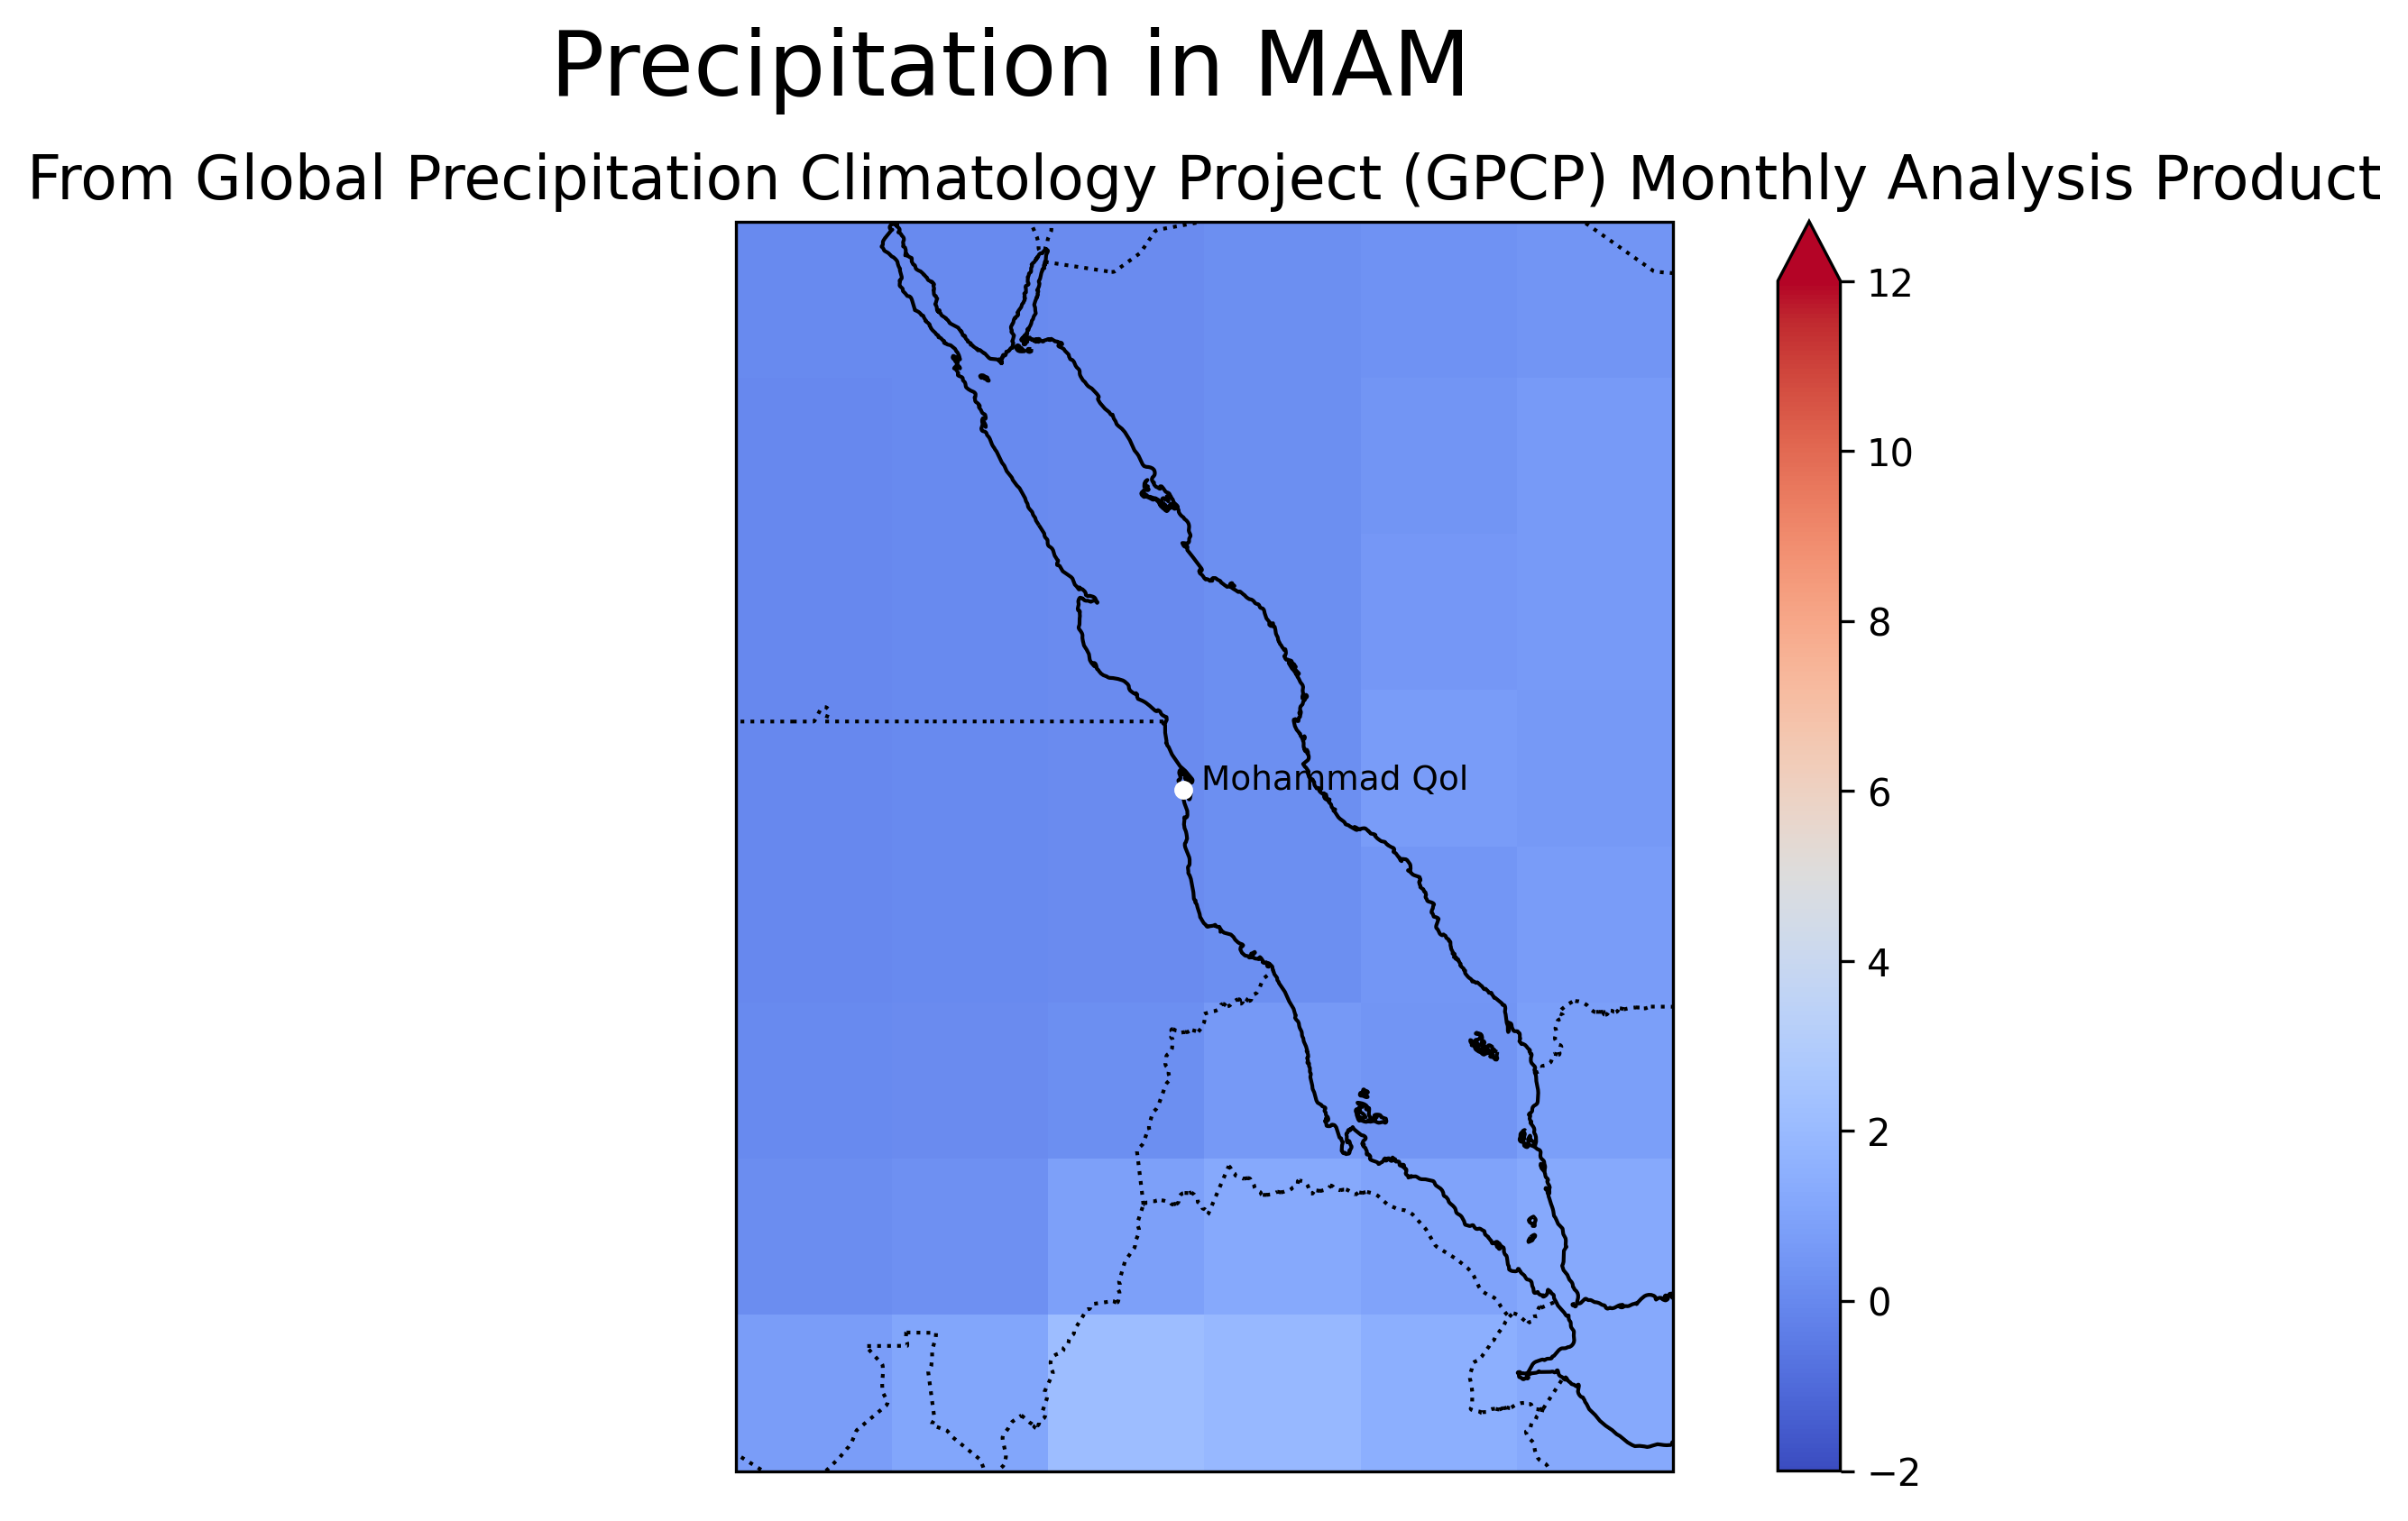 Precipitation in MAM
From Global Precipitation Climatology Project (GPCP) Monthly Analysis Product
Mohammad Qol
12
10
8
6
4
2
0
−2